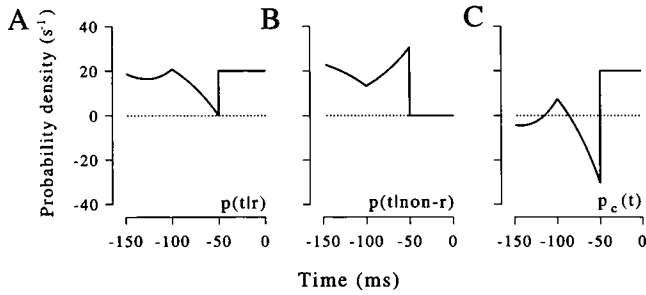 A
B
C
Probability density (s⁻¹)
40
20
0
-20
-40
p(t|r)
p(t|non-r)
p_c(t)
-150 -100 -50 0
-150 -100 -50 0
-150 -100 -50 0
Time (ms)